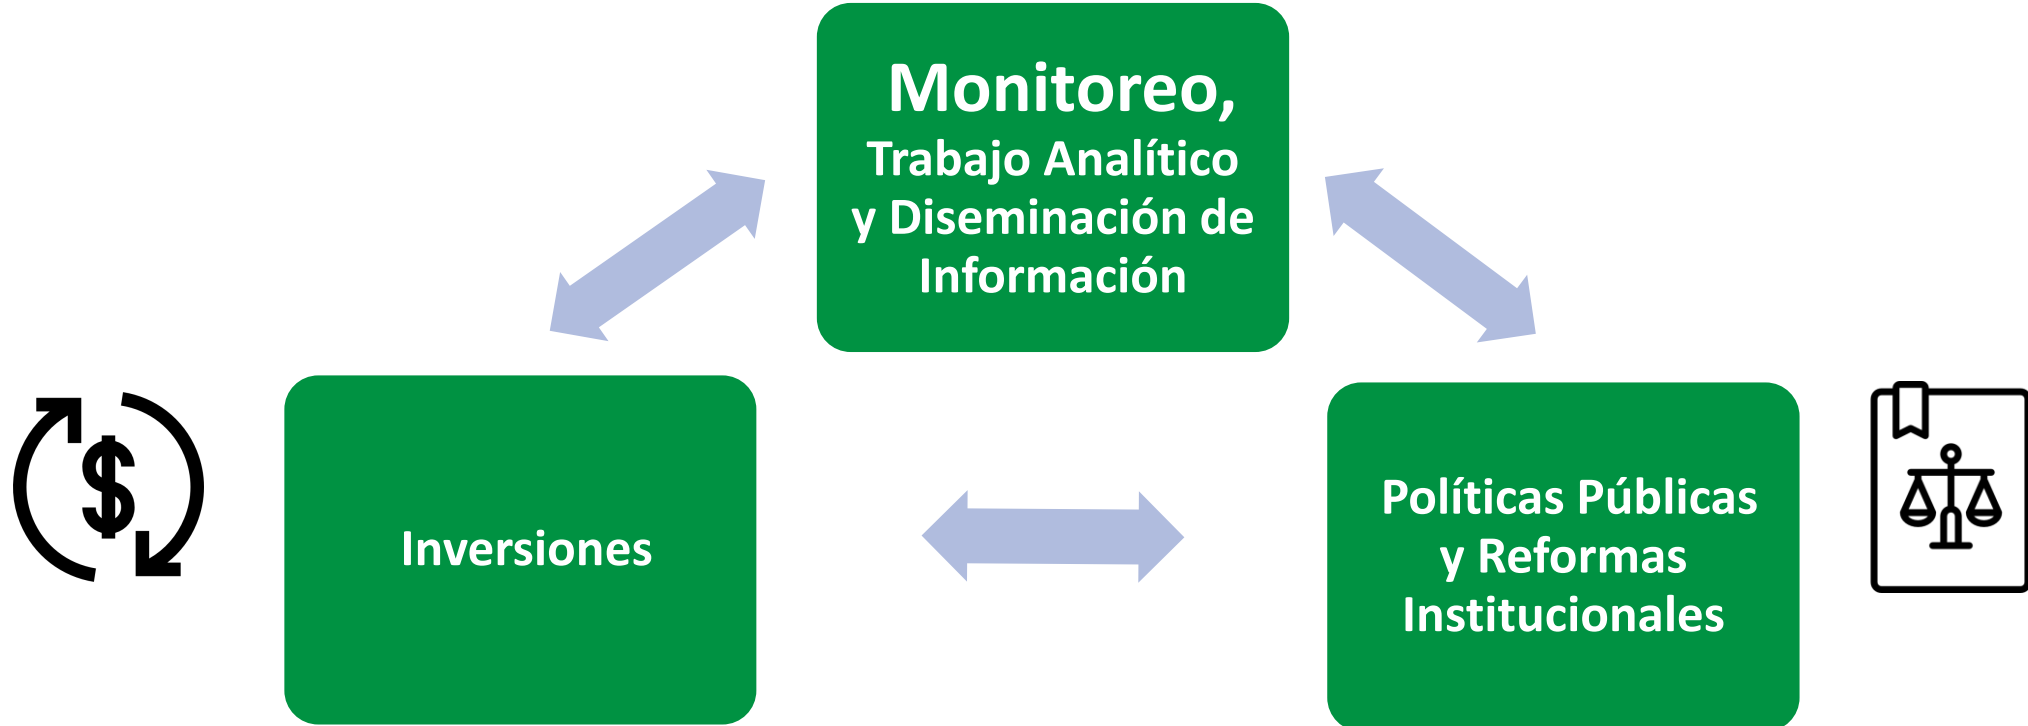 Monitoreo,
Trabajo Analítico
y Diseminación de
Información
$
Inversiones
Políticas Públicas
y Reformas
Institucionales